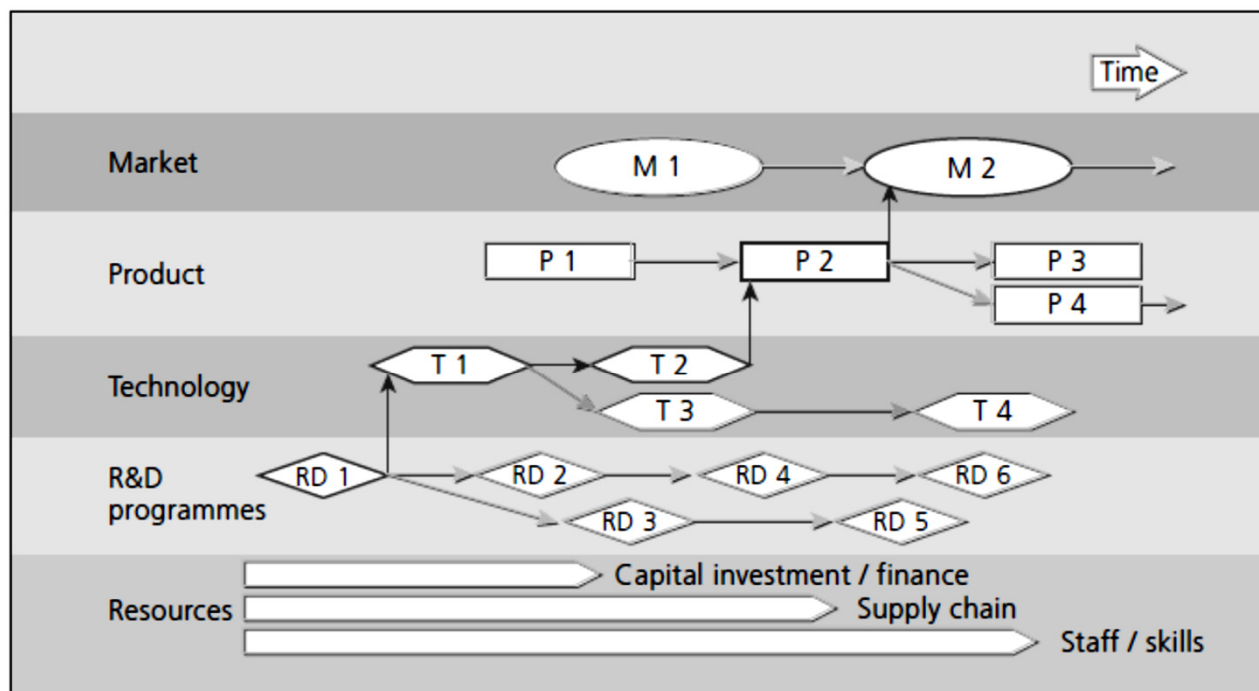 Time
Market
M 1
M 2
Product
P 1
P 2
P 3
P 4
Technology
T 1
T 2
T 3
T 4
R&D
programmes
RD 1
RD 2
RD 4
RD 6
RD 3
RD 5
Resources
Capital investment / finance
Supply chain
Staff / skills